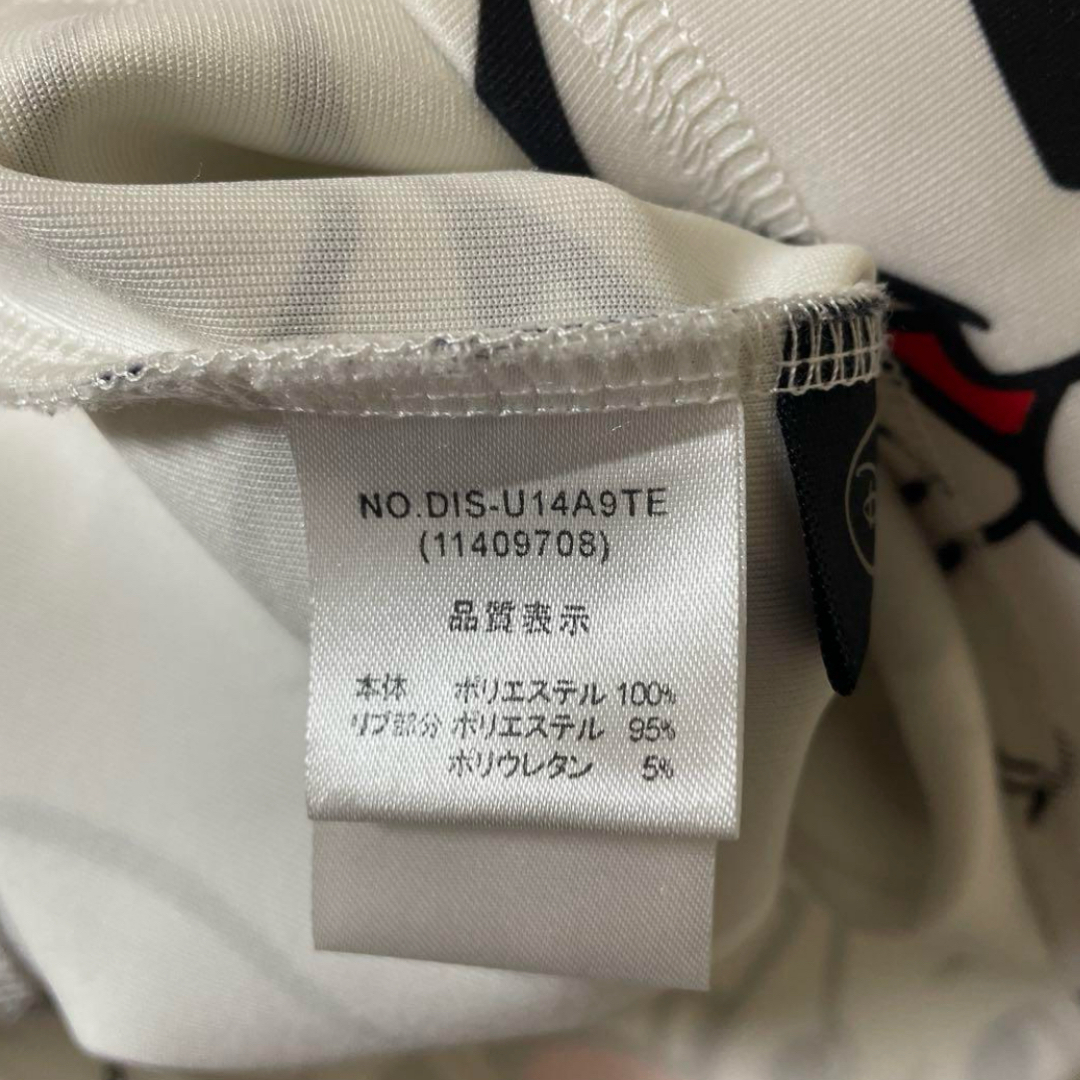 NO.DIS-U14A9TE
(11409708)
品質表示
本体 ポリエステル 100%
リブ部分 ポリエステル 95%
ポリウレタン 5%